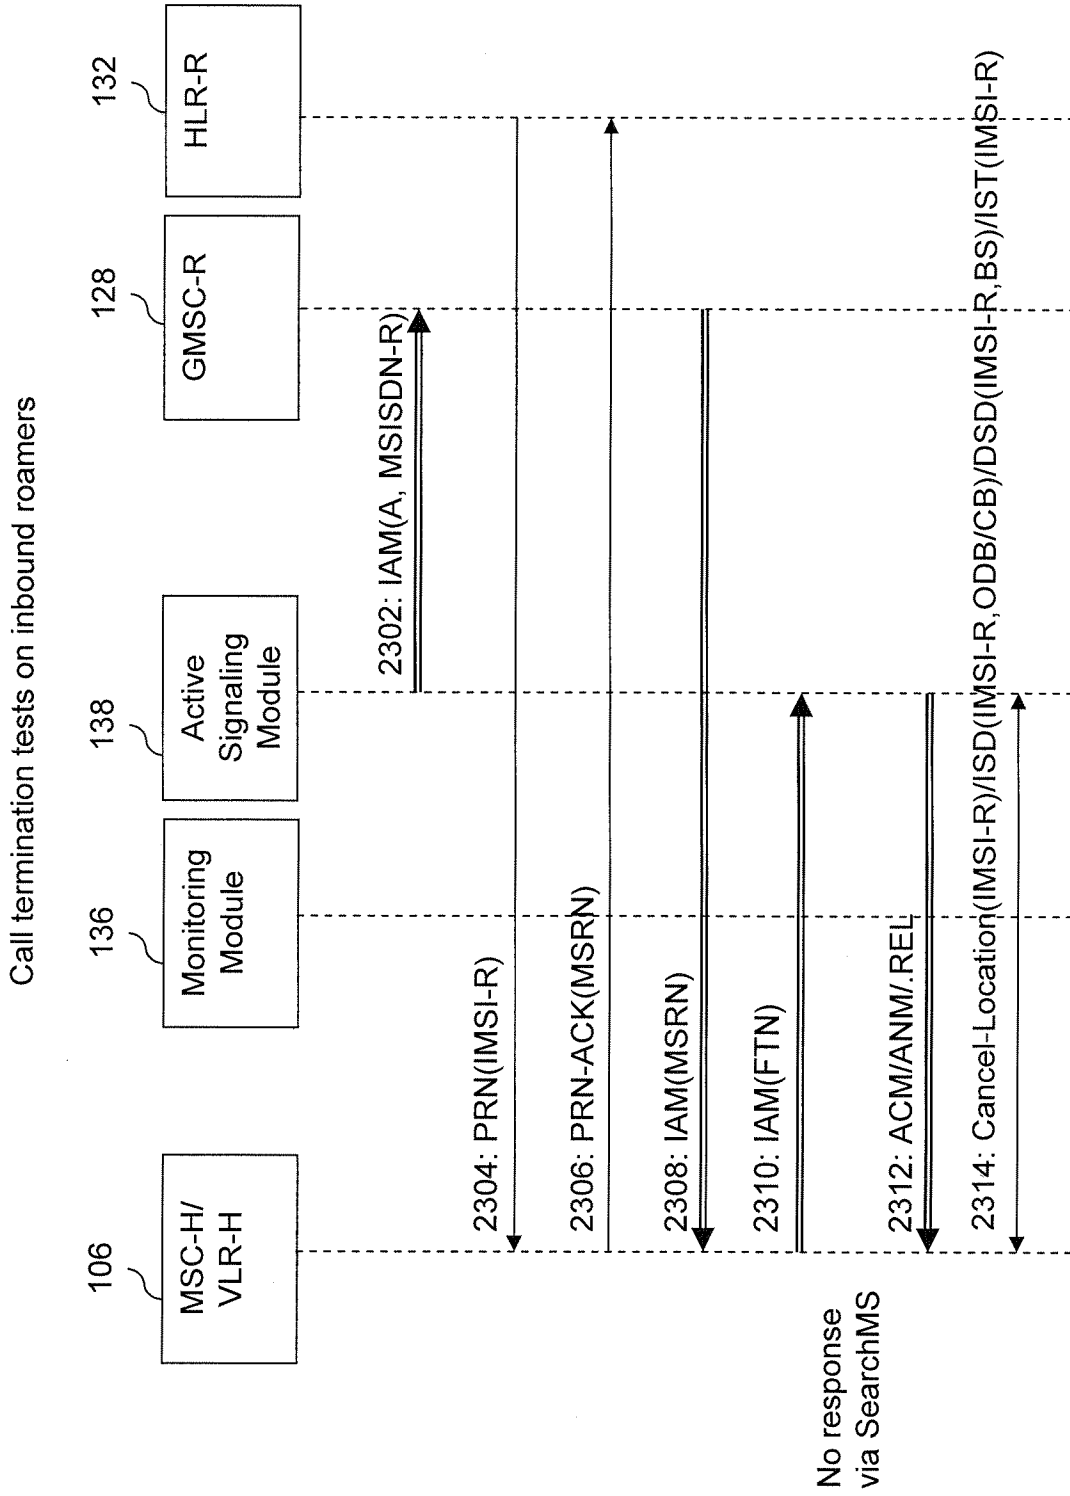 Call termination tests on inbound roamers
106
136
138
128
132
MSC-H/
VLR-H
Monitoring
Module
Active
Signaling
Module
GMSC-R
HLR-R
2302: IAM(A, MSISDN-R)
2304: PRN(IMSI-R)
2306: PRN-ACK(MSRN)
2308: IAM(MSRN)
2310: IAM(FTN)
No response
via SearchMS
2312: ACM/ANM/.REL
2314: Cancel-Location(IMSI-R)/ISD(IMSI-R,ODB/CB)/DSD(IMSI-R,BS)/IST(IMSI-R)